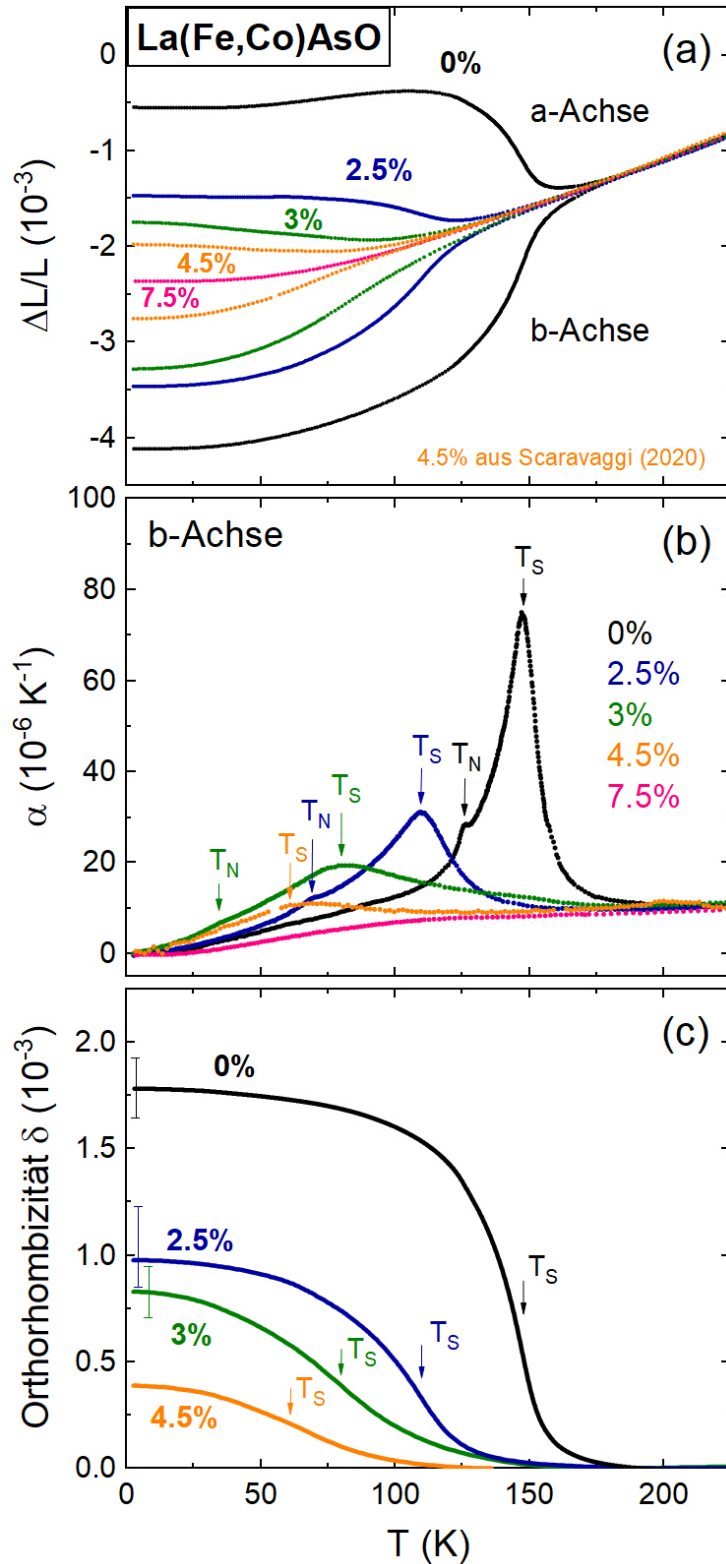 La(Fe,Co)AsO
(a)
0%
a-Achse
2.5%
3%
4.5%
7.5%
b-Achse
4.5% aus Scaravaggi (2020)
0
-1
-2
-3
-4
ΔL/L (10⁻³)
b-Achse
(b)
T_S
0%
2.5%
3%
4.5%
7.5%
T_N
T_S
T_S
T_N
T_S
T_N
100
80
60
40
20
0
α (10⁻⁶ K⁻¹)
(c)
0%
2.5%
3%
4.5%
T_S
T_S
T_S
T_S
2.0
1.5
1.0
0.5
0.0
Orthorhombizität δ (10⁻³)
0 50 100 150 200
T (K)